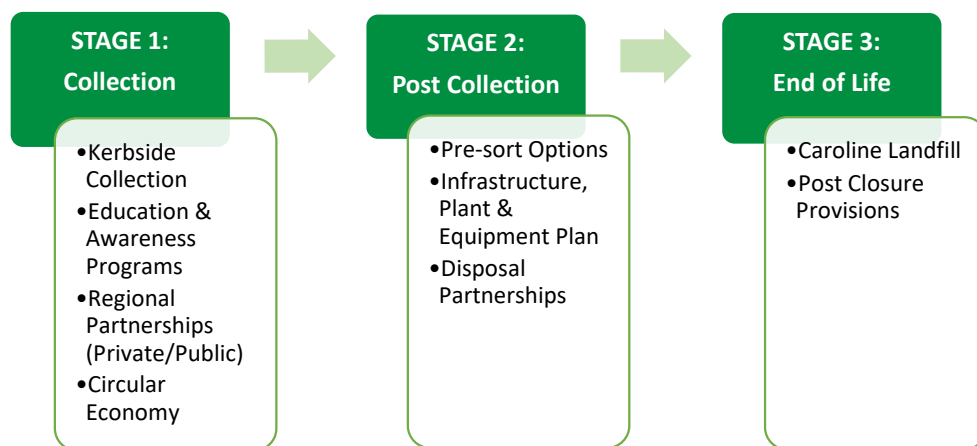 STAGE 1:
Collection
•Kerbside
Collection
•Education &
Awareness
Programs
•Regional
Partnerships
(Private/Public)
•Circular
Economy
STAGE 2:
Post Collection
•Pre-sort Options
•Infrastructure,
Plant &
Equipment Plan
•Disposal
Partnerships
STAGE 3:
End of Life
•Caroline Landfill
•Post Closure
Provisions